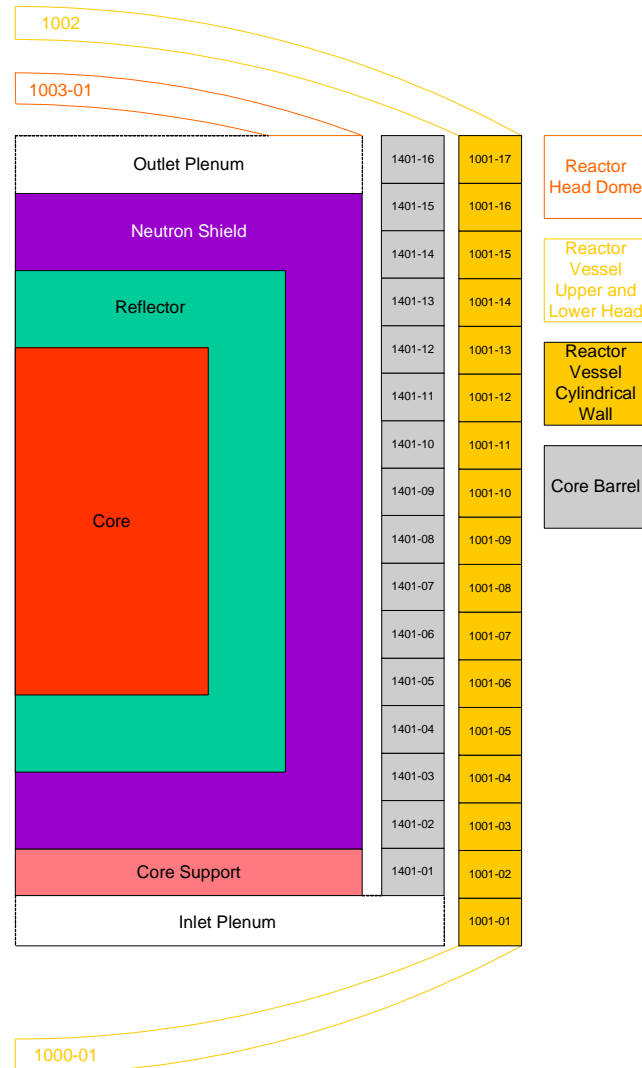 1002
1003-01
Outlet Plenum
Neutron Shield
Reflector
Core
Core Support
Inlet Plenum
1000-01
1401-16
1401-15
1401-14
1401-13
1401-12
1401-11
1401-10
1401-09
1401-08
1401-07
1401-06
1401-05
1401-04
1401-03
1401-02
1401-01
1001-17
1001-16
1001-15
1001-14
1001-13
1001-12
1001-11
1001-10
1001-09
1001-08
1001-07
1001-06
1001-05
1001-04
1001-03
1001-02
1001-01
Reactor
Head Dome
Reactor
Vessel
Upper and
Lower Head
Reactor
Vessel
Cylindrical
Wall
Core Barrel